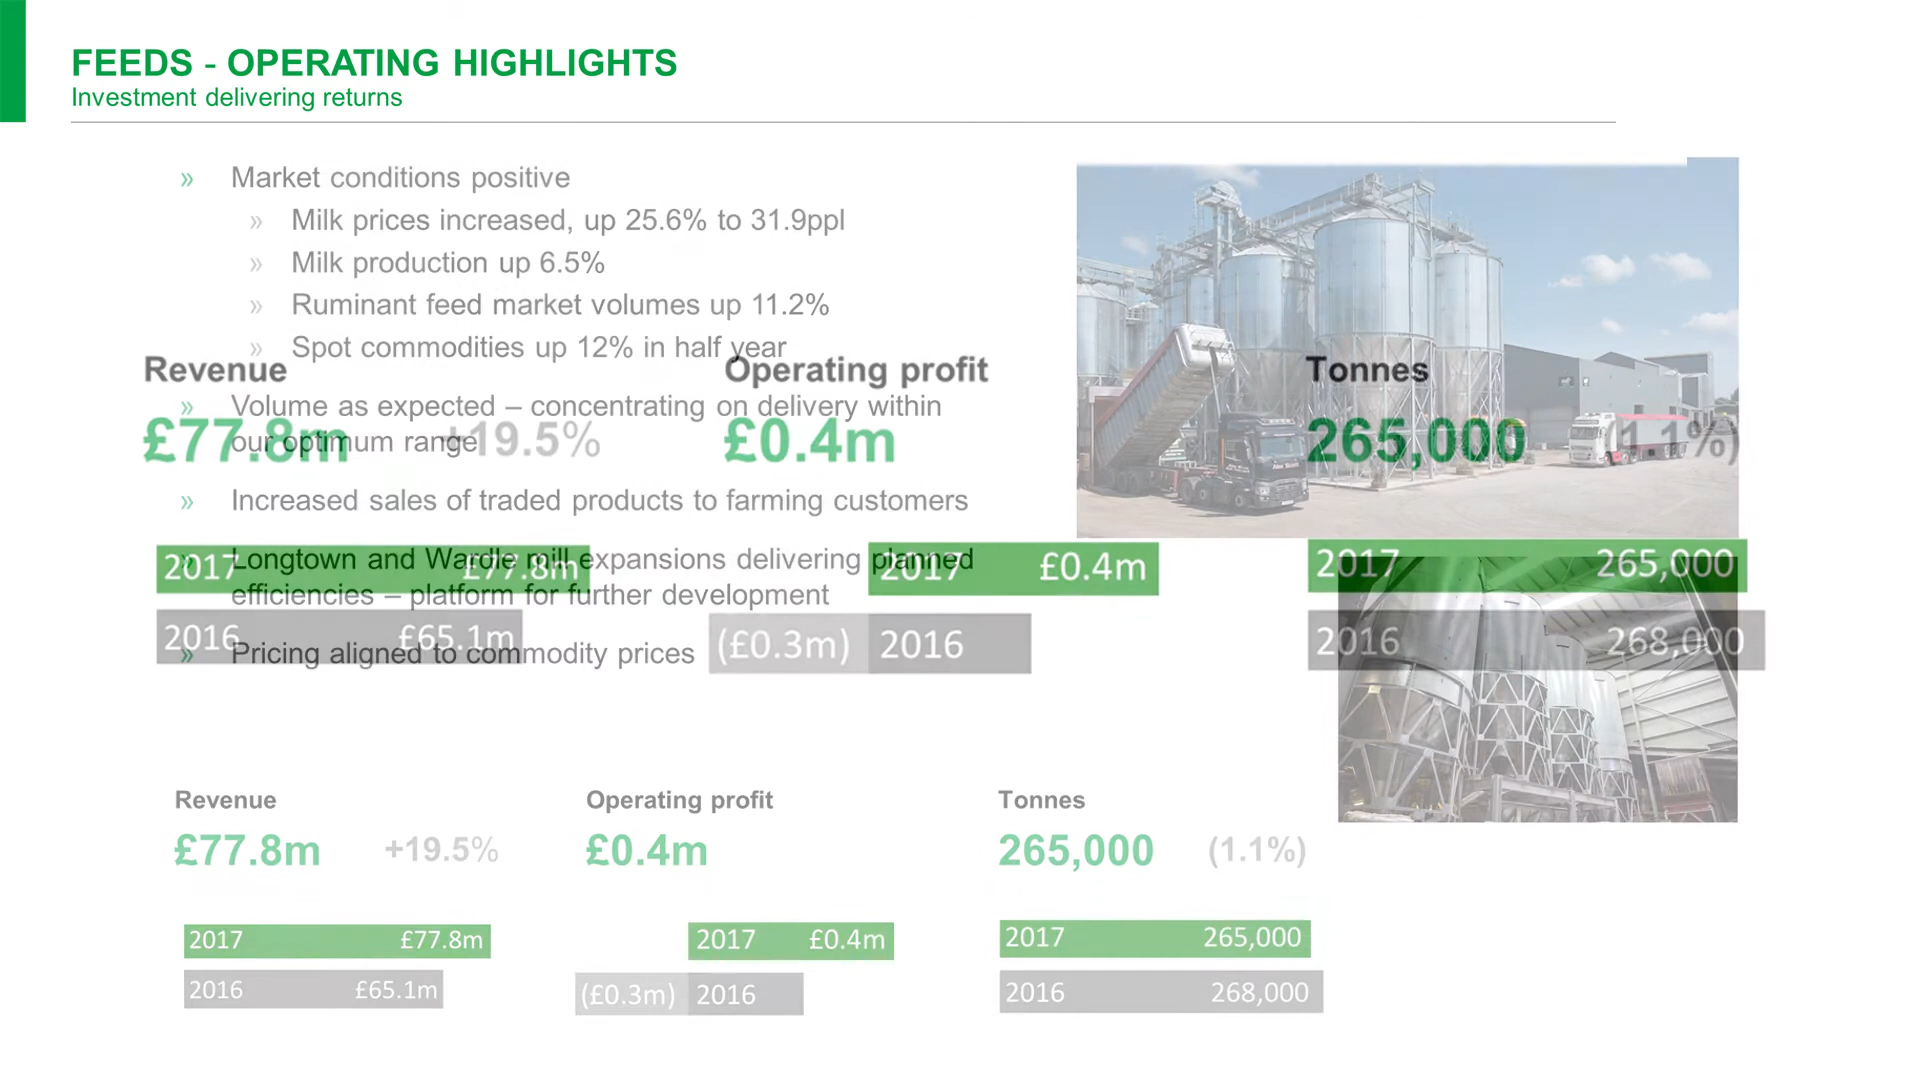 FEEDS - OPERATING HIGHLIGHTS
Investment delivering returns
» Market conditions positive
» Milk prices increased, up 25.6% to 31.9ppl
» Milk production up 6.5%
» Ruminant feed market volumes up 11.2%
» Spot commodities up 12% in half year
» Volume as expected – concentrating on delivery within
our optimum range
» Increased sales of traded products to farming customers
» Longtown and Wardle mill expansions delivering planned
efficiencies – platform for further development
» Pricing aligned to commodity prices
Revenue Operating profit Tonnes
£77.8m +19.5% £0.4m 265,000 (1.1%)
2017 £77.8m 2017 £0.4m 2017 265,000
2016 £65.1m (£0.3m) 2016 2016 268,000
Revenue Operating profit Tonnes
£77.8m +19.5% £0.4m 265,000 (1.1%)
2017 £77.8m 2017 £0.4m 2017 265,000
2016 £65.1m (£0.3m) 2016 2016 268,000